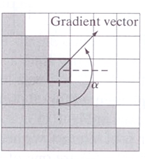 Gradient vector
α